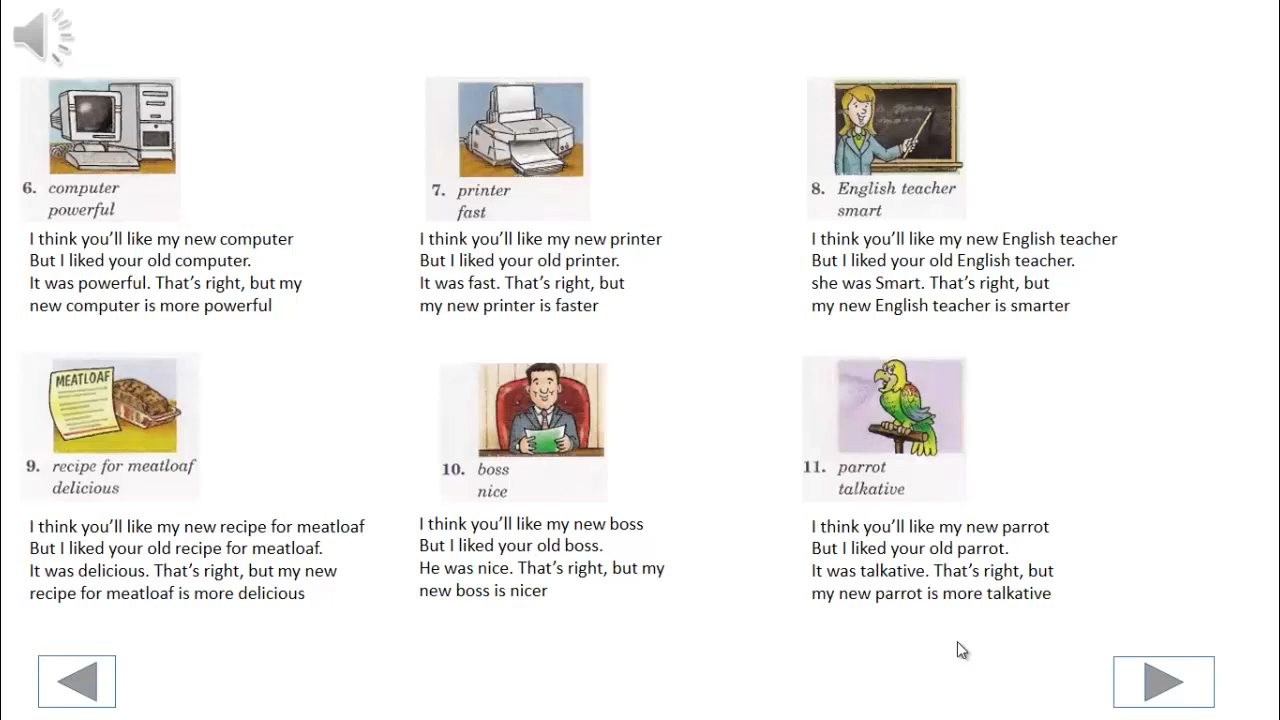 6. computer
powerful
I think you'll like my new computer
But I liked your old computer.
It was powerful. That's right, but my
new computer is more powerful
7. printer
fast
I think you'll like my new printer
But I liked your old printer.
It was fast. That's right, but
my new printer is faster
8. English teacher
smart
I think you'll like my new English teacher
But I liked your old English teacher.
she was Smart. That's right, but
my new English teacher is smarter
MEATLOAF
9. recipe for meatloaf
delicious
I think you'll like my new recipe for meatloaf
But I liked your old recipe for meatloaf.
It was delicious. That's right, but my new
recipe for meatloaf is more delicious
10. boss
nice
I think you'll like my new boss
But I liked your old boss.
He was nice. That's right, but my
new boss is nicer
11. parrot
talkative
I think you'll like my new parrot
But I liked your old parrot.
It was talkative. That's right, but
my new parrot is more talkative